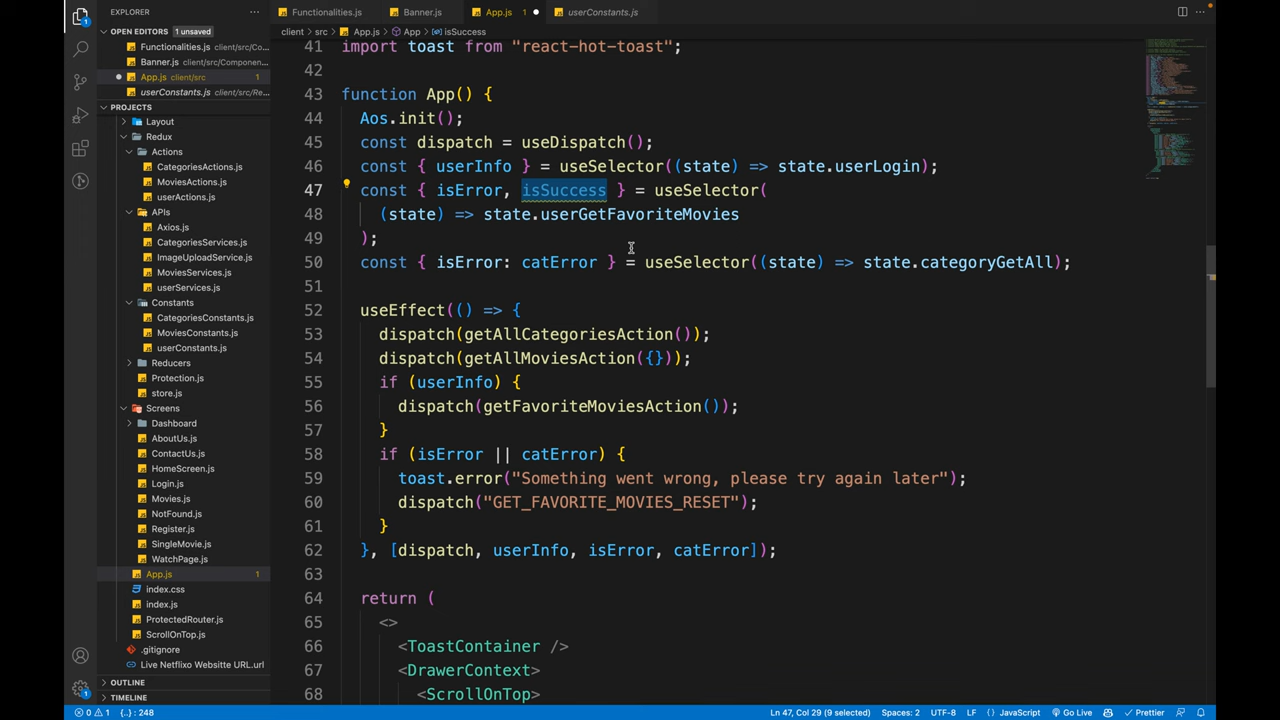 EXPLORER
Functionalities.js
Banner.js
App.js 1
userConstants.js
OPEN EDITORS 1 unsaved
client > src > App.js > App > isSuccess
Functionalities.js client/src/Co...
Banner.js client/src/Componen...
App.js client/src 1
userConstants.js client/src/Re...
PROJECTS
Layout
Redux
Actions
CategoriesActions.js
MoviesActions.js
userActions.js
APIs
Axios.js
CategoriesServices.js
ImageUploadService.js
MoviesServices.js
userServices.js
Constants
CategoriesConstants.js
MoviesConstants.js
userConstants.js
Reducers
Protection.js
store.js
Screens
Dashboard
AboutUs.js
ContactUs.js
HomeScreen.js
Login.js
Movies.js
NotFound.js
Register.js
SingleMovie.js
WatchPage.js
App.js 1
index.css
index.js
ProtectedRouter.js
ScrollOnTop.js
.gitignore
Live Netflixo Websitte URL.url
OUTLINE
TIMELINE
41 import toast from "react-hot-toast";
42
43 function App() {
44 Aos.init();
45 const dispatch = useDispatch();
46 const { userInfo } = useSelector((state) => state.userLogin);
47 const { isError, isSuccess } = useSelector(
48 (state) => state.userGetFavoriteMovies
49 );
50 const { isError: catError } = useSelector((state) => state.categoryGetAll);
51
52 useEffect(() => {
53 dispatch(getAllCategoriesAction());
54 dispatch(getAllMoviesAction({}));
55 if (userInfo) {
56 dispatch(getFavoriteMoviesAction());
57 }
58 if (isError || catError) {
59 toast.error("Something went wrong, please try again later");
60 dispatch("GET_FAVORITE_MOVIES_RESET");
61 }
62 }, [dispatch, userInfo, isError, catError]);
63
64 return (
65 <>
66 <ToastContainer />
67 <DrawerContext>
68 <ScrollOnTop>
0 1 {..} : 248 Ln 47, Col 29 (9 selected) Spaces: 2 UTF-8 LF {} JavaScript Go Live Prettier